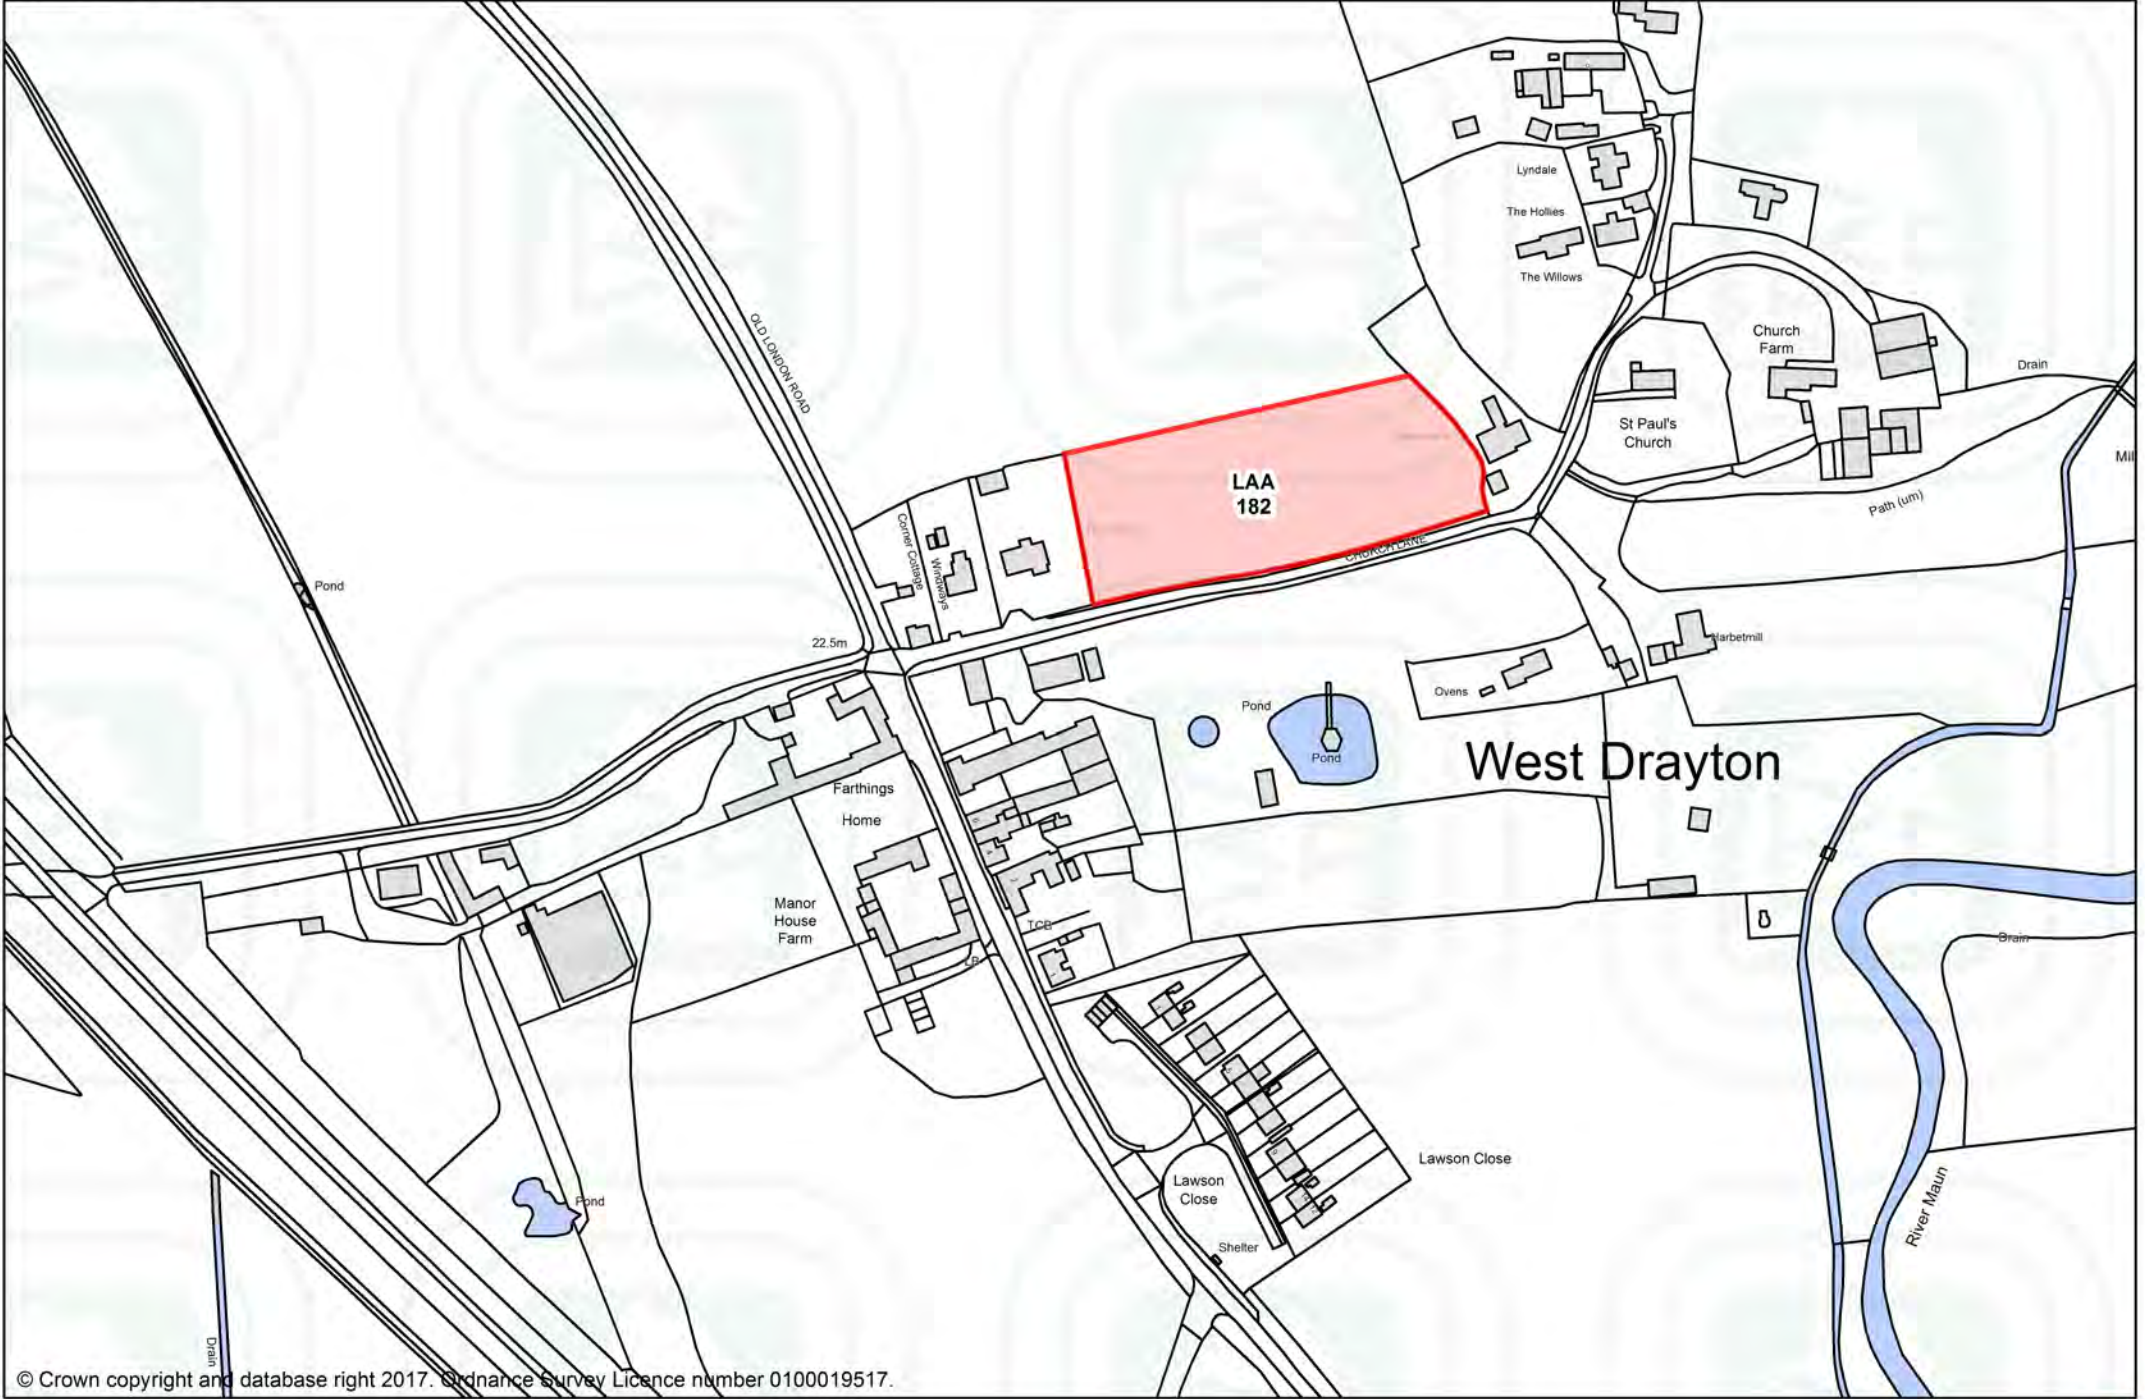 Lyndale
The Hollies
The Willows
OLD LONDON ROAD
Church
Farm
Drain
St Paul's
Church
Mil
LAA
182
Path (um)
CHURCH LANE
Corner Cottage
Windways
Pond
22.5m
Harbetmill
Ovens
Pond
Pond
West Drayton
Farthings
Home
Manor
House
Farm
TCB
LB
Drain
Lawson Close
Lawson
Close
Pond
River Maun
Shelter
Drain
© Crown copyright and database right 2017. Ordnance Survey Licence number 0100019517.